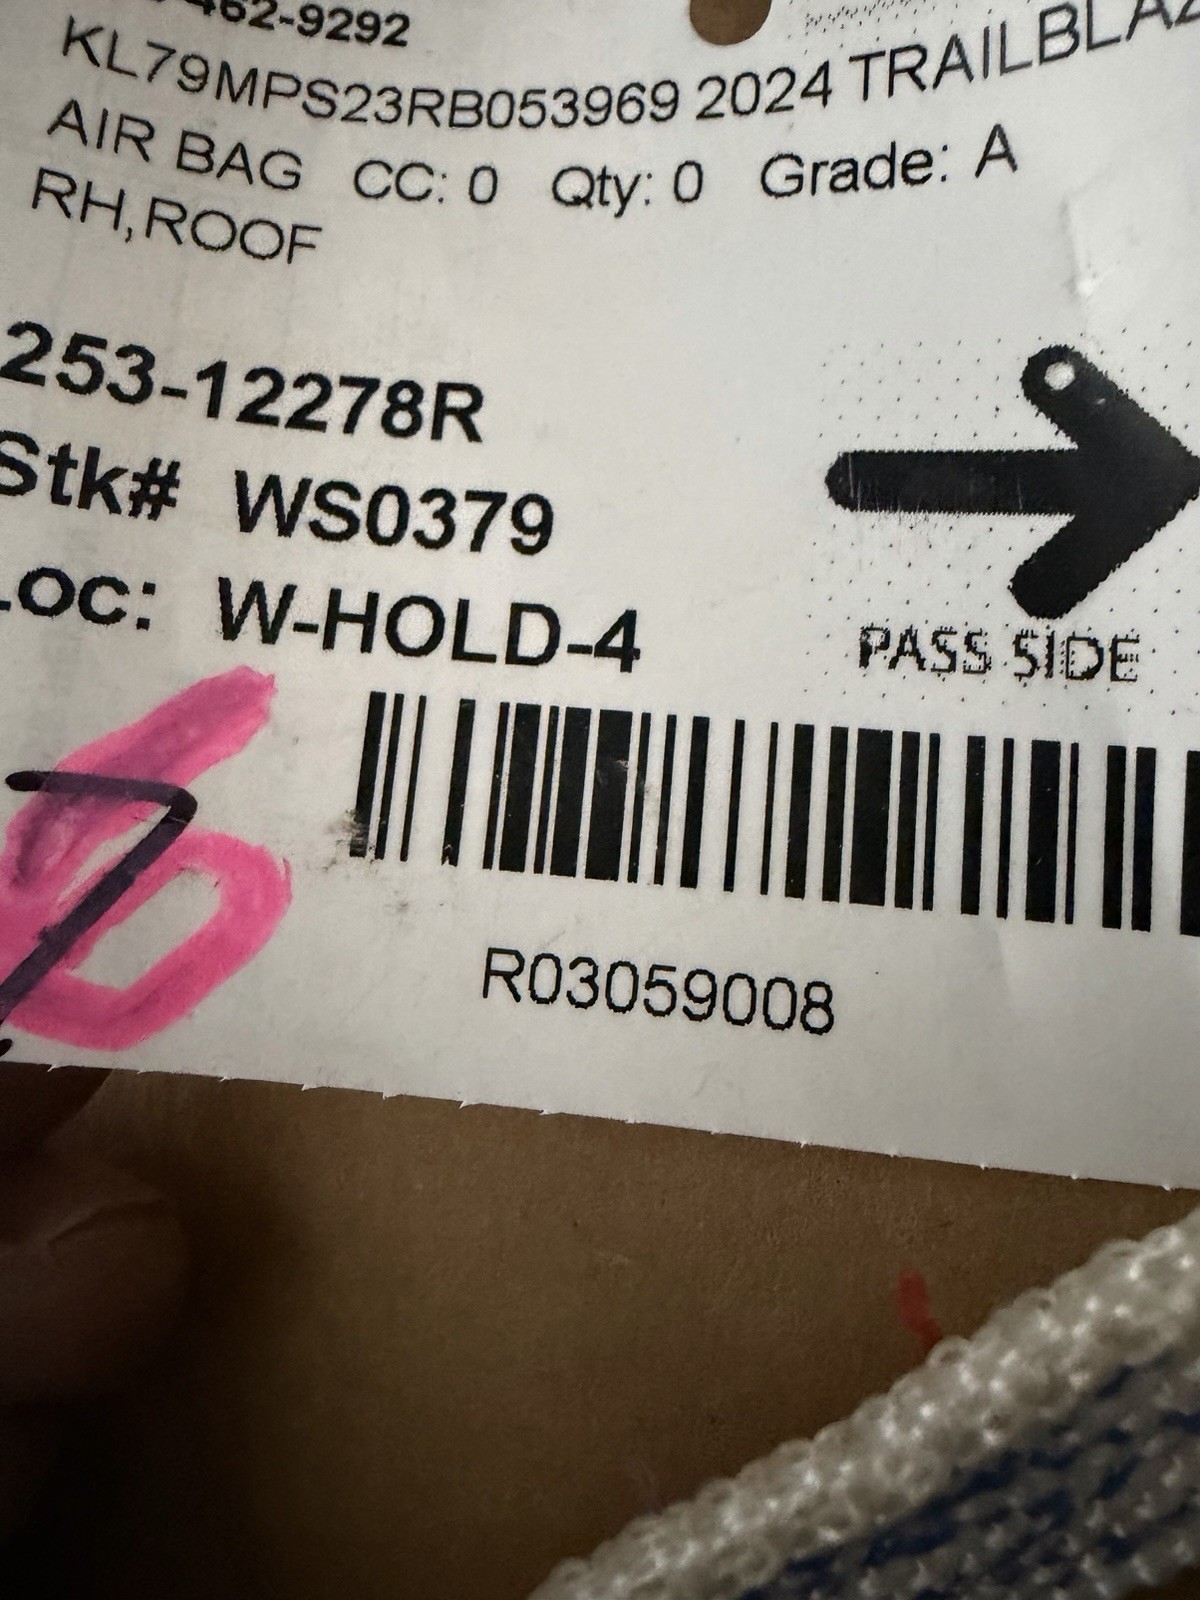 462-9292
KL79MPS23RB053969 2024 TRAILBLAZ
AIR BAG CC: 0 Qty: 0 Grade: A
RH,ROOF
253-12278R
Stk# WS0379
Loc: W-HOLD-4
PASS SIDE
R03059008